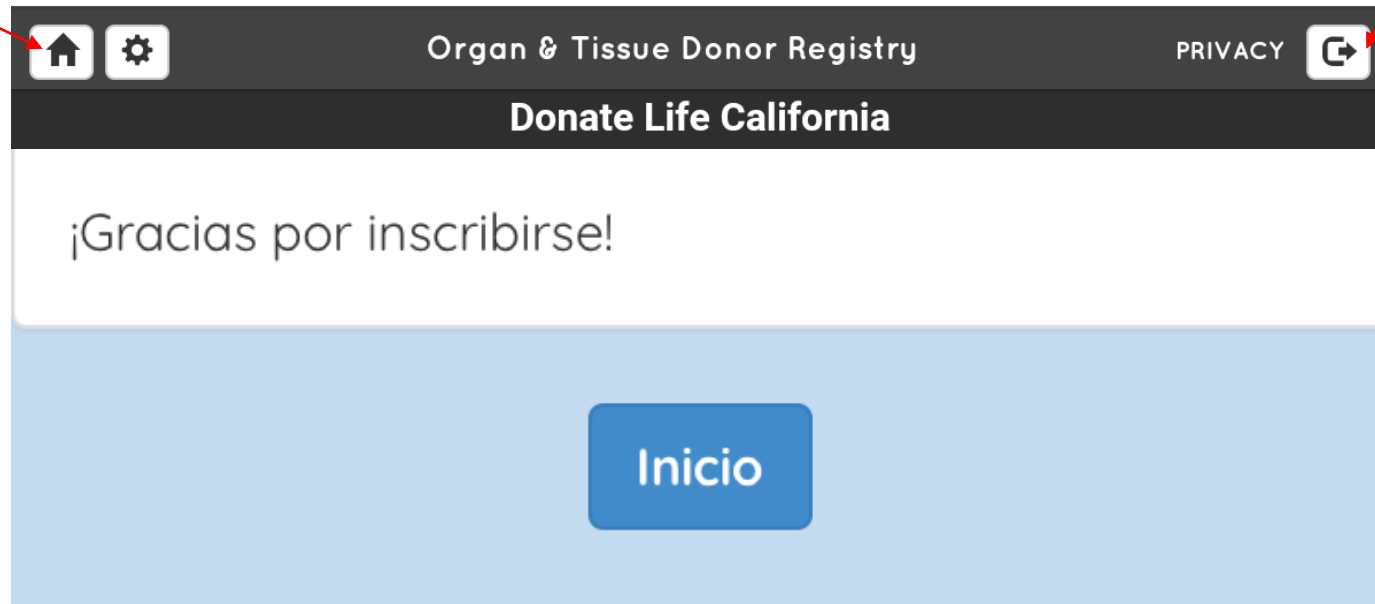 Organ & Tissue Donor Registry PRIVACY
Donate Life California
¡Gracias por inscribirse!
Inicio